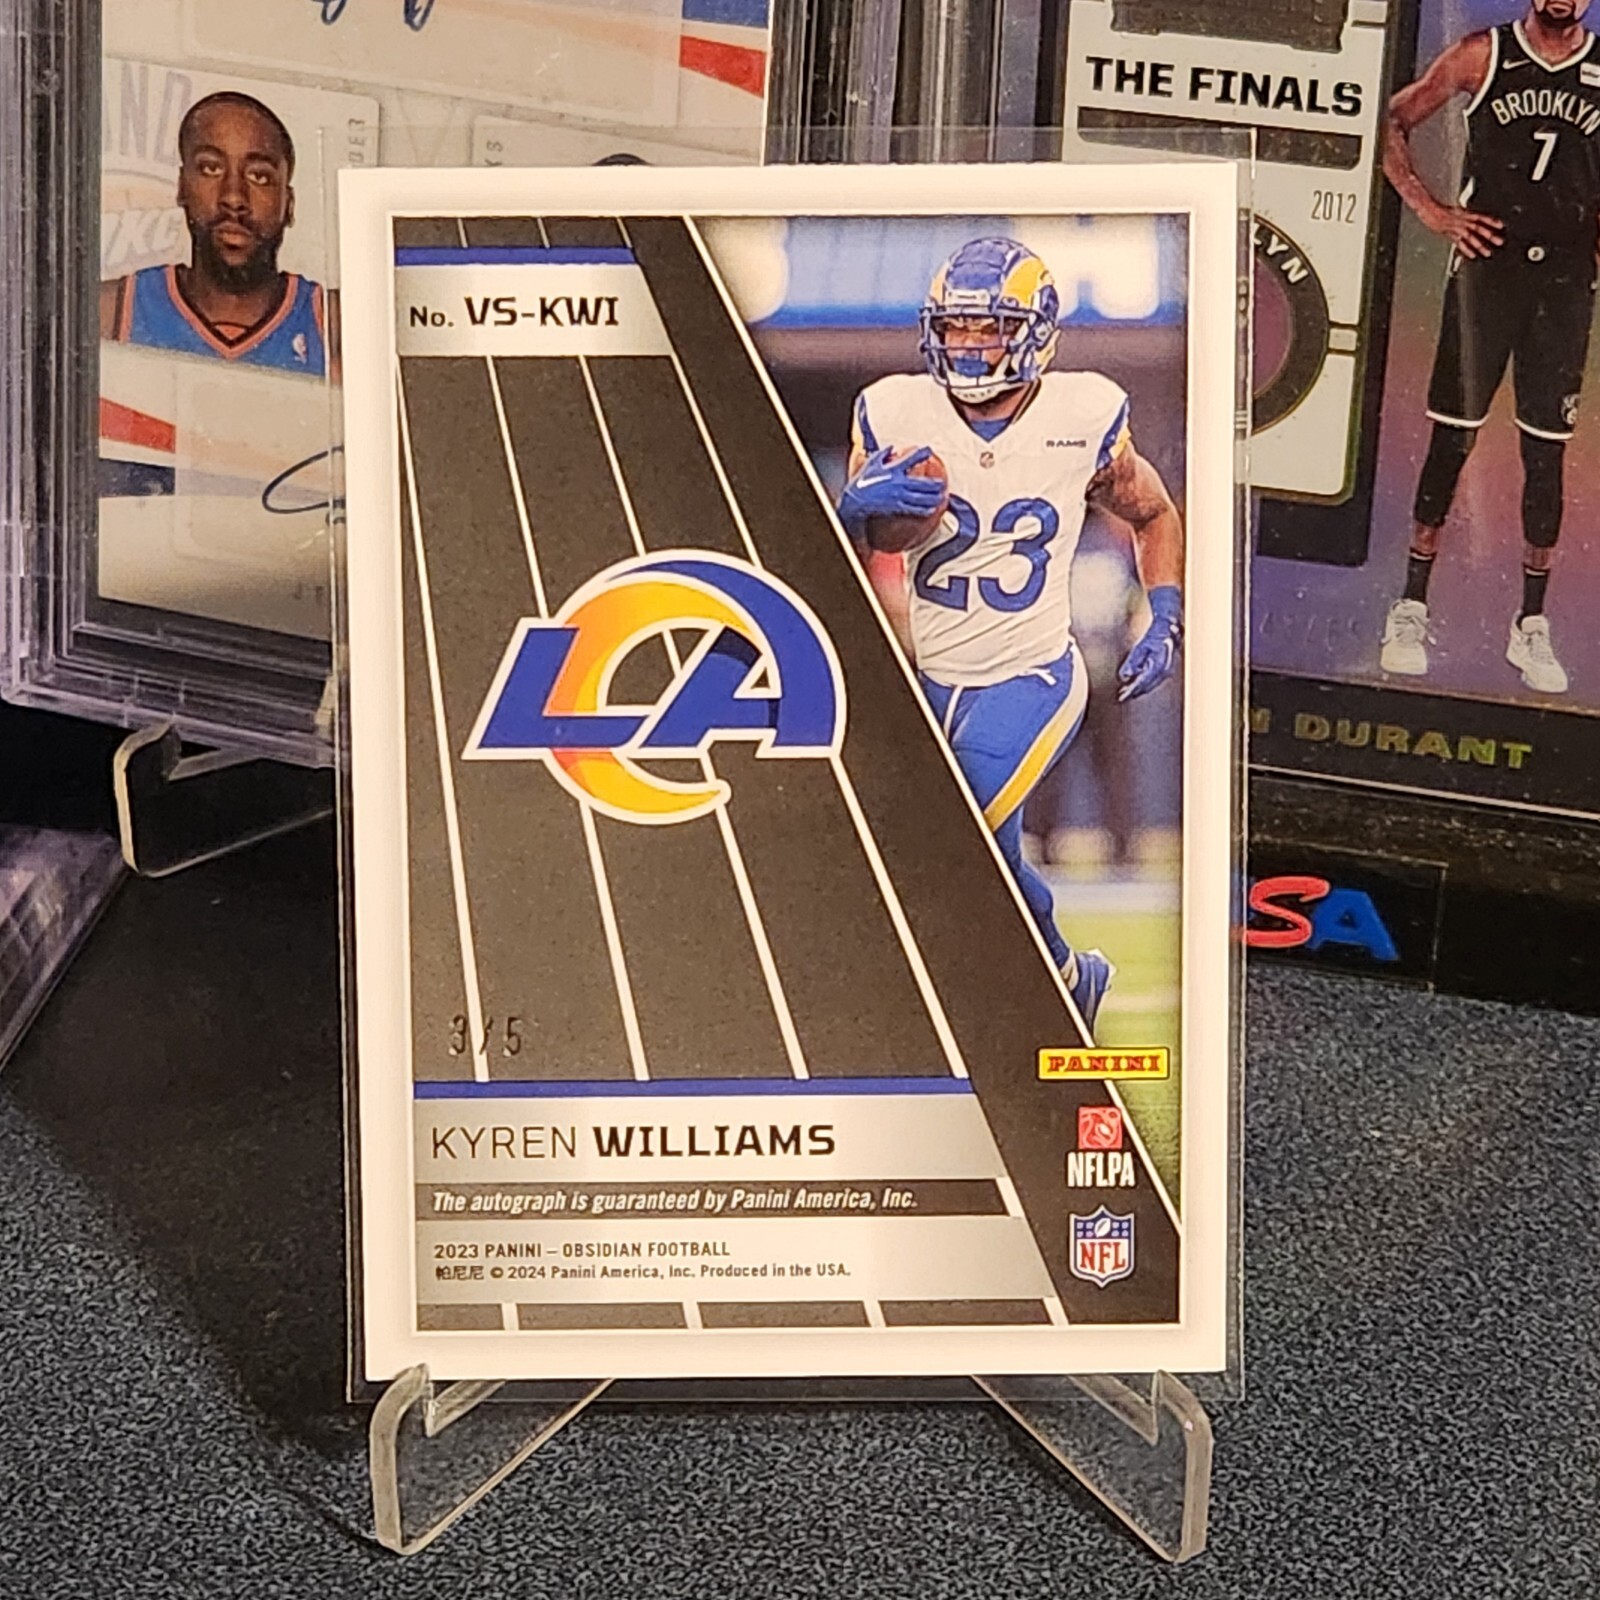 THE FINALS
2012
BROOKLYN
7
No. VS-KWI
RAMS
23
LA
3/5
PANINI
KYREN WILLIAMS
NFLPA
The autograph is guaranteed by Panini America, Inc.
2023 PANINI – OBSIDIAN FOOTBALL
帕尼尼 © 2024 Panini America, Inc. Produced in the USA.
NFL
DURANT
SA